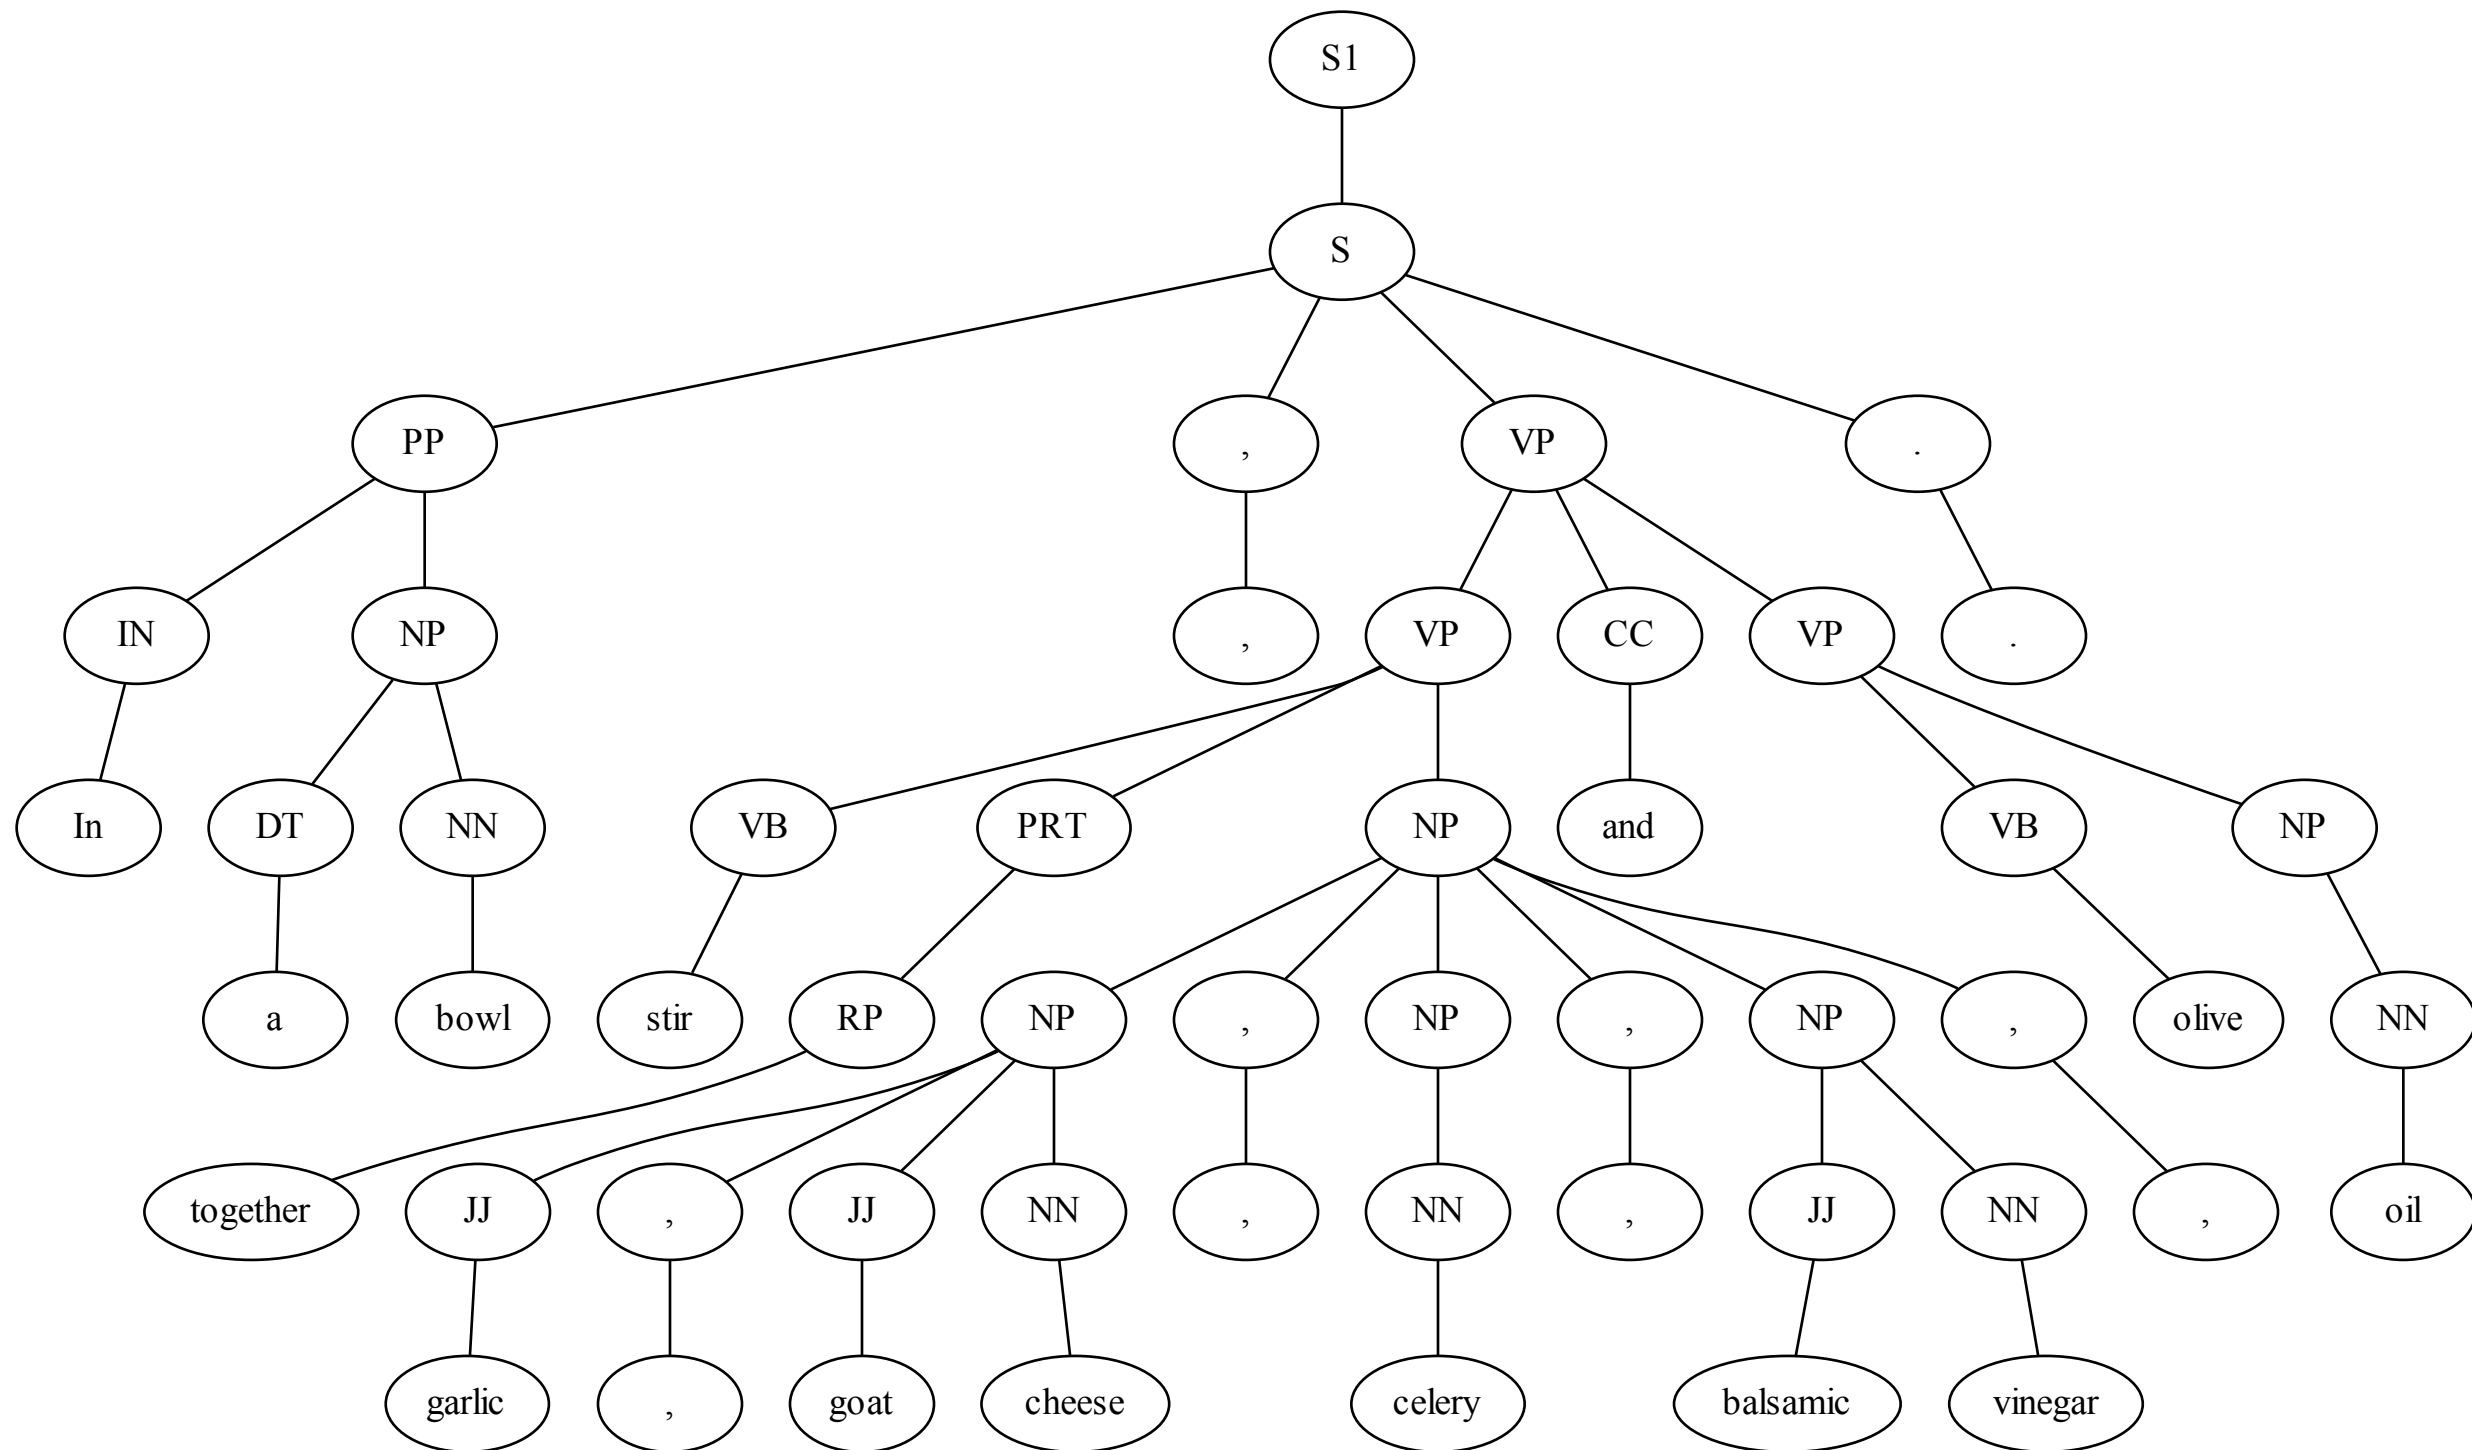 S1
S
PP , VP .
IN NP , VP CC VP .
In DT NN VB PRT NP and VB NP
a bowl stir RP NP , NP , NP , olive NN
together JJ , JJ NN , NN , JJ NN , oil
garlic , goat cheese celery balsamic vinegar